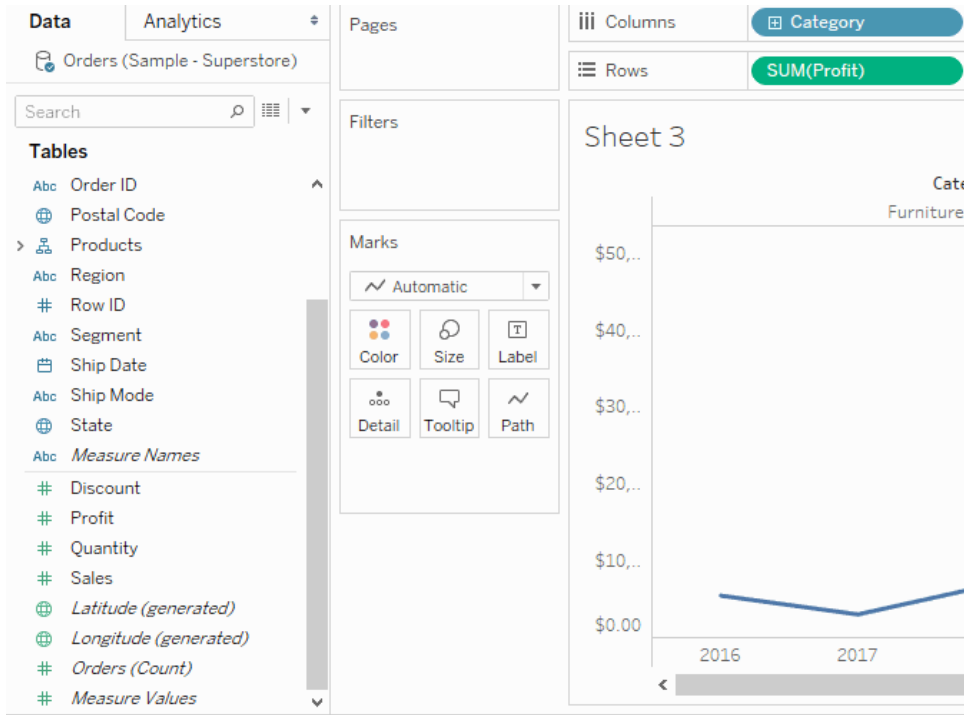 Data Analytics
Orders (Sample - Superstore)
Search
Tables
Abc Order ID
Postal Code
Products
Abc Region
# Row ID
Abc Segment
Ship Date
Abc Ship Mode
State
Abc Measure Names
# Discount
# Profit
# Quantity
# Sales
Latitude (generated)
Longitude (generated)
# Orders (Count)
# Measure Values
Pages
Filters
Marks
Automatic
Color Size T Label
Detail Tooltip Path
Columns Category
Rows SUM(Profit)
Sheet 3
Cate
Furniture
$50,..
$40,..
$30,..
$20,..
$10,..
$0.00
2016 2017